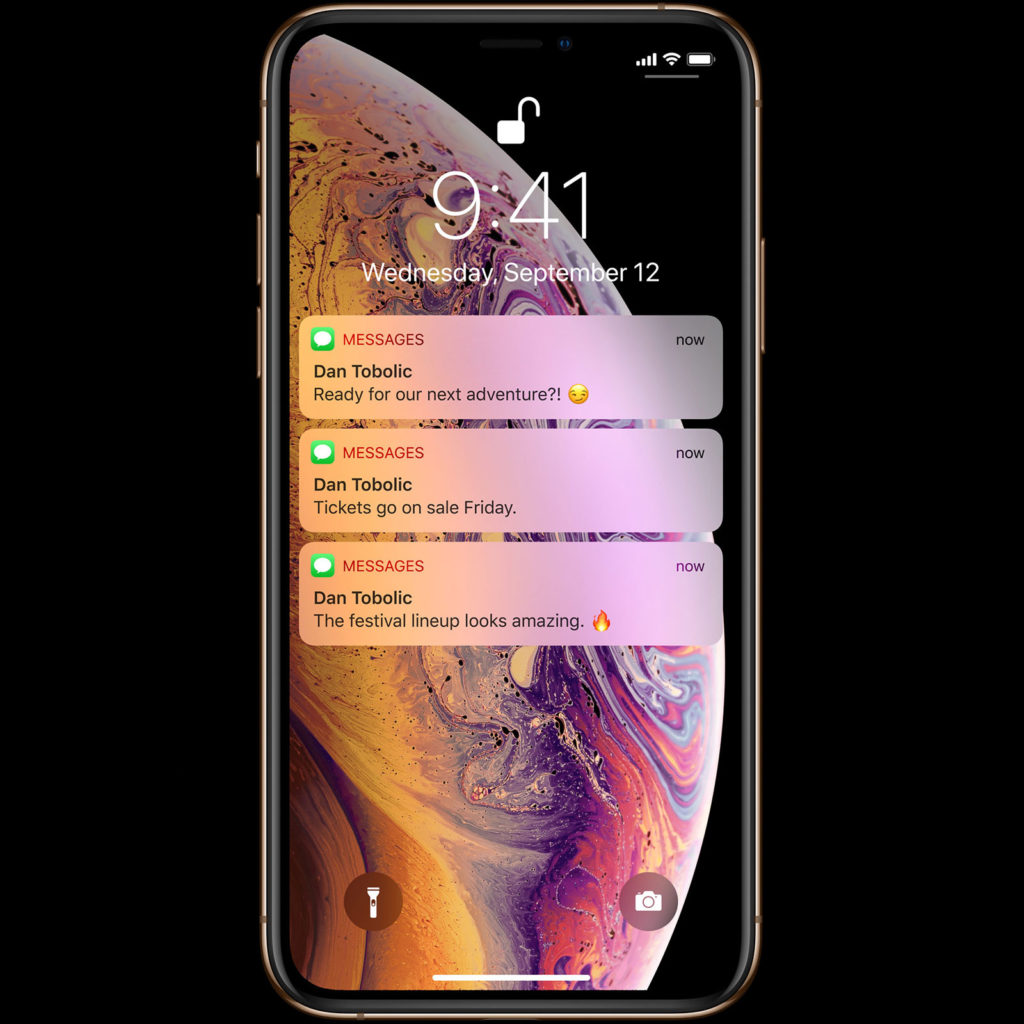 9:41
Wednesday, September 12
MESSAGES now
Dan Tobolic
Ready for our next adventure?! 😏
MESSAGES now
Dan Tobolic
Tickets go on sale Friday.
MESSAGES now
Dan Tobolic
The festival lineup looks amazing. 🔥